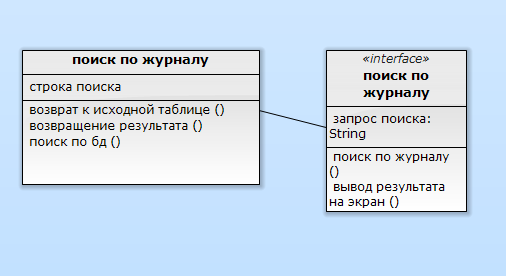 поиск по журналу
строка поиска
возврат к исходной таблице ()
возвращение результата ()
поиск по бд ()
«interface»
поиск по
журналу
запрос поиска:
String
поиск по журналу
()
вывод результата
на экран ()